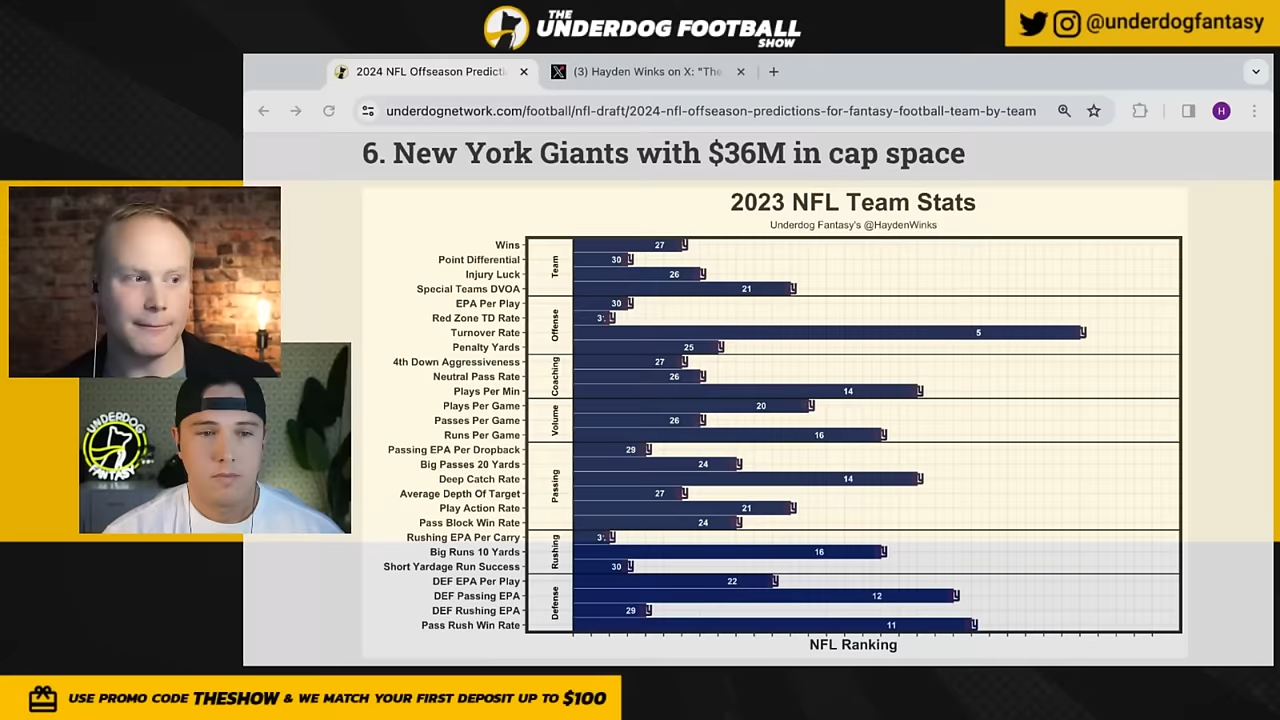 THE
UNDERDOG FOOTBALL
SHOW
@underdogfantasy
2024 NFL Offseason Predicti
(3) Hayden Winks on X: "The
underdognetwork.com/football/nfl-draft/2024-nfl-offseason-predictions-for-fantasy-football-team-by-team
H
6. New York Giants with $36M in cap space
2023 NFL Team Stats
Underdog Fantasy's @HaydenWinks
Wins 27
Point Differential 30
Injury Luck 26
Special Teams DVOA 21
Team
EPA Per Play 30
Red Zone TD Rate
Turnover Rate 5
Penalty Yards 25
Offense
4th Down Aggressiveness 27
Neutral Pass Rate 26
Plays Per Min 14
Coaching
Plays Per Game 20
Passes Per Game 26
Runs Per Game 16
Volume
Passing EPA Per Dropback 29
Big Passes 20 Yards 24
Deep Catch Rate 14
Average Depth Of Target 27
Play Action Rate 21
Pass Block Win Rate 24
Passing
Rushing EPA Per Carry
Big Runs 10 Yards 16
Short Yardage Run Success 30
Rushing
DEF EPA Per Play 22
DEF Passing EPA 12
DEF Rushing EPA 29
Pass Rush Win Rate 11
Defense
NFL Ranking
UNDERDOG
FANTASY
USE PROMO CODE THESHOW & WE MATCH YOUR FIRST DEPOSIT UP TO $100